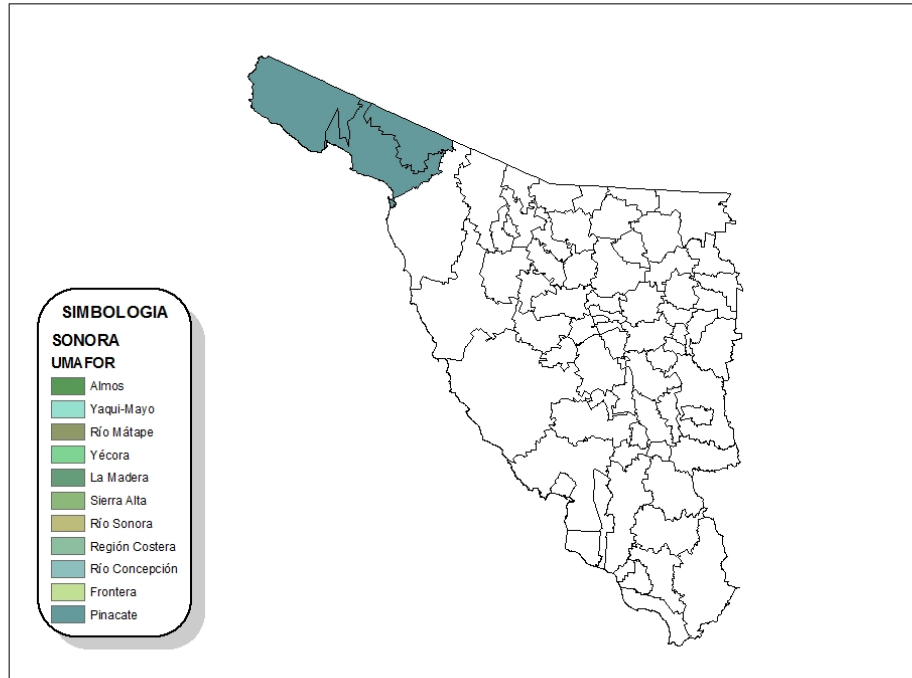 SIMBOLOGIA
SONORA
UMAFOR
Almos
Yaqui-Mayo
Río Mátape
Yécora
La Madera
Sierra Alta
Río Sonora
Región Costera
Río Concepción
Frontera
Pinacate